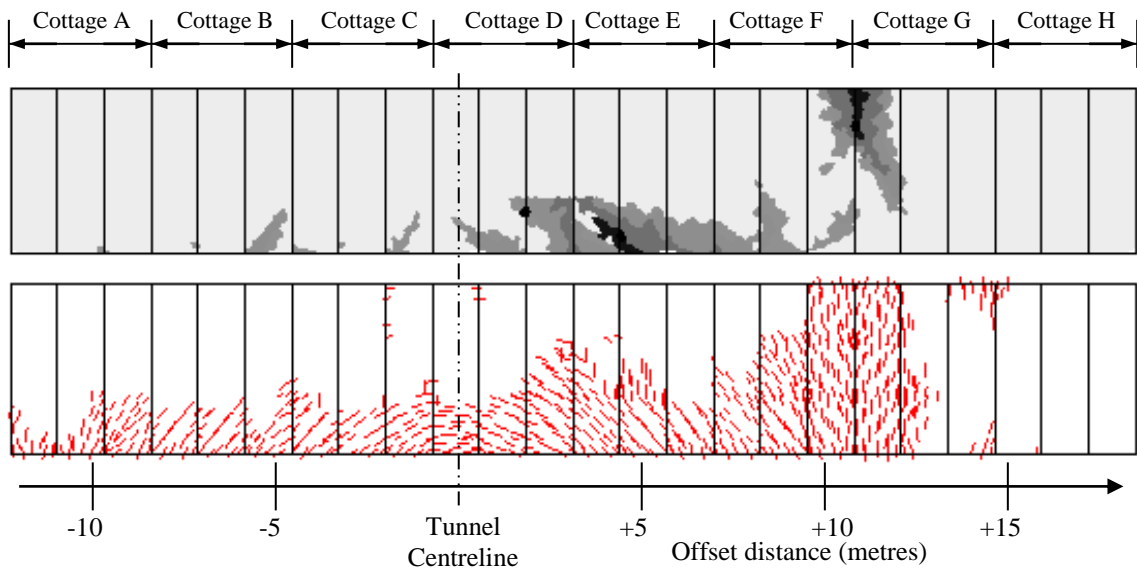 Cottage A Cottage B Cottage C Cottage D Cottage E Cottage F Cottage G Cottage H
-10 -5 Tunnel +5 +10 +15
Centreline Offset distance (metres)